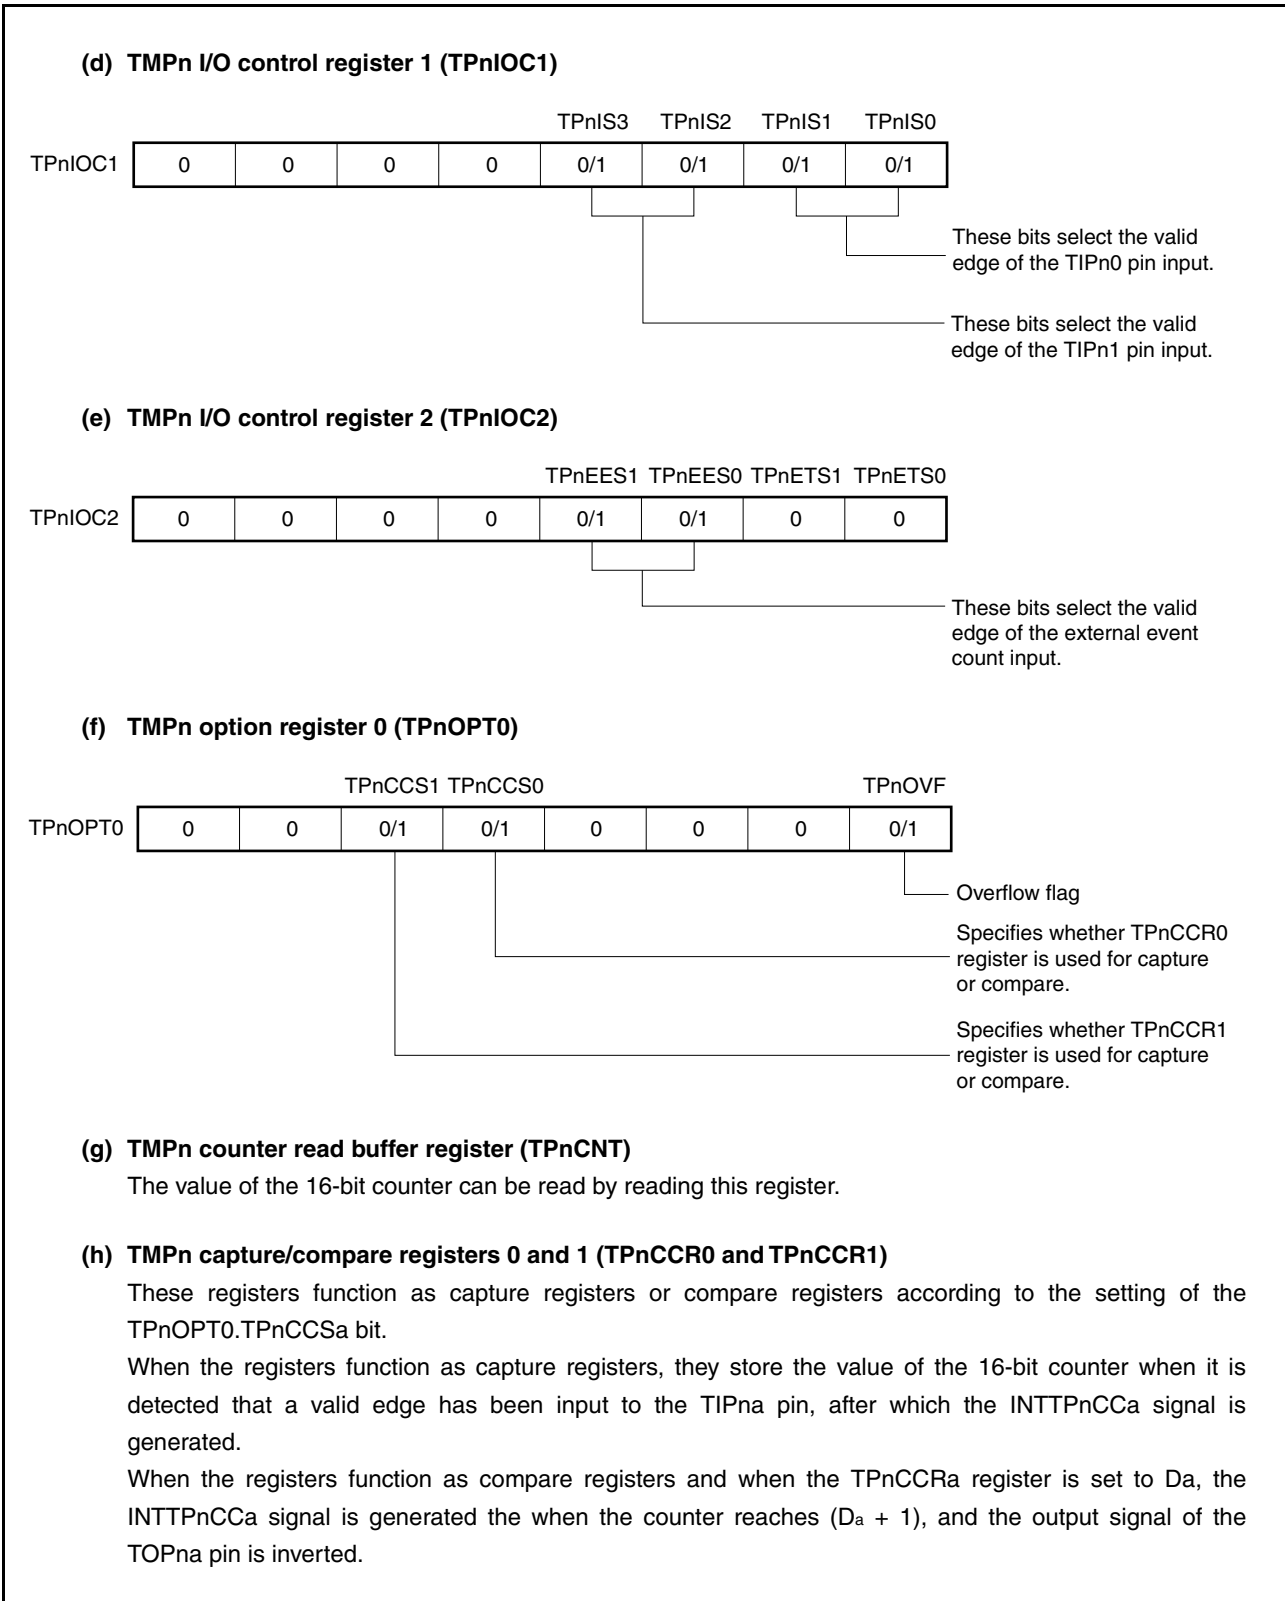 (d) TMPn I/O control register 1 (TPnIOC1)
TPnIS3 TPnIS2 TPnIS1 TPnIS0
TPnIOC1 0 0 0 0 0/1 0/1 0/1 0/1
These bits select the valid
edge of the TIPn0 pin input.
These bits select the valid
edge of the TIPn1 pin input.
(e) TMPn I/O control register 2 (TPnIOC2)
TPnEES1 TPnEES0 TPnETS1 TPnETS0
TPnIOC2 0 0 0 0 0/1 0/1 0 0
These bits select the valid
edge of the external event
count input.
(f) TMPn option register 0 (TPnOPT0)
TPnCCS1 TPnCCS0 TPnOVF
TPnOPT0 0 0 0/1 0/1 0 0 0 0/1
Overflow flag
Specifies whether TPnCCR0
register is used for capture
or compare.
Specifies whether TPnCCR1
register is used for capture
or compare.
(g) TMPn counter read buffer register (TPnCNT)
The value of the 16-bit counter can be read by reading this register.
(h) TMPn capture/compare registers 0 and 1 (TPnCCR0 and TPnCCR1)
These registers function as capture registers or compare registers according to the setting of the
TPnOPT0.TPnCCSa bit.
When the registers function as capture registers, they store the value of the 16-bit counter when it is
detected that a valid edge has been input to the TIPna pin, after which the INTTPnCCa signal is
generated.
When the registers function as compare registers and when the TPnCCRa register is set to Da, the
INTTPnCCa signal is generated the when the counter reaches (Da + 1), and the output signal of the
TOPna pin is inverted.